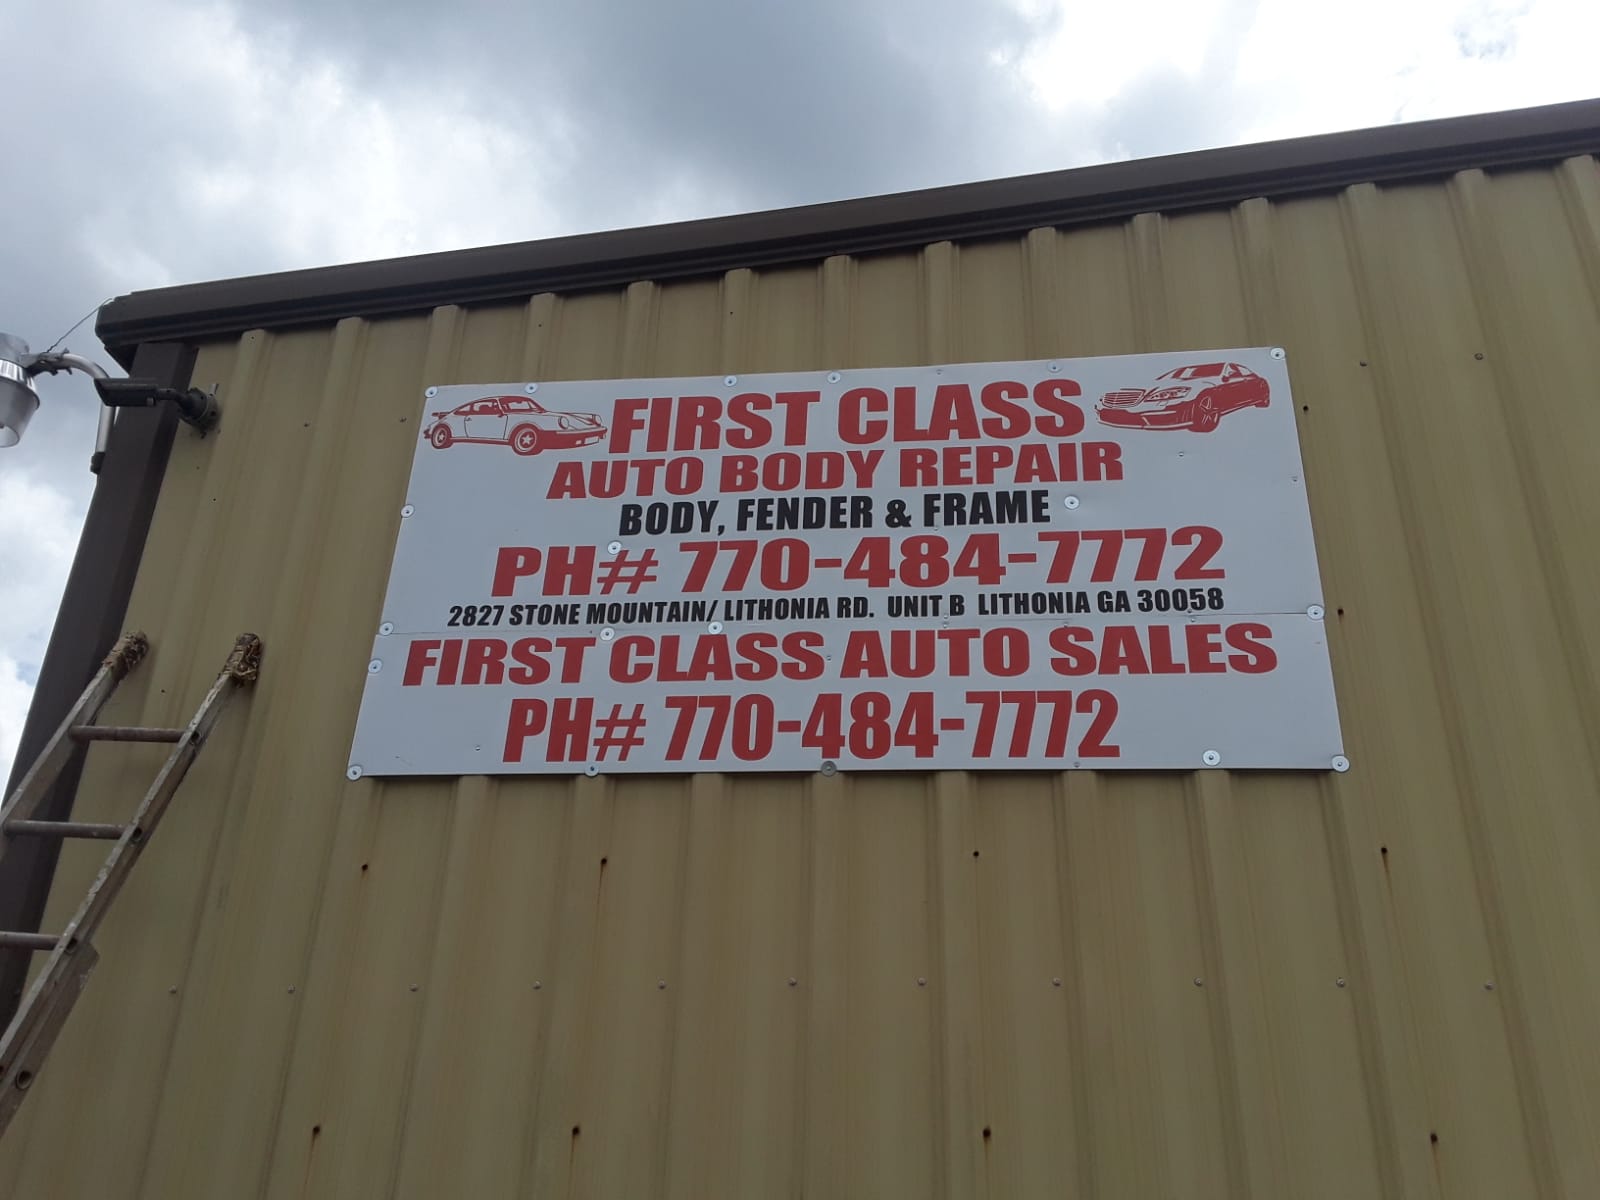 FIRST CLASS
AUTO BODY REPAIR
BODY, FENDER & FRAME
PH# 770-484-7772
2827 STONE MOUNTAIN/ LITHONIA RD. UNIT B LITHONIA GA 30058
FIRST CLASS AUTO SALES
PH# 770-484-7772